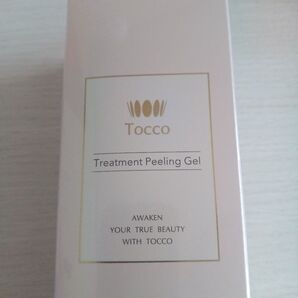 Tocco
Treatment Peeling Gel
AWAKEN
YOUR TRUE BEAUTY
WITH TOCCO